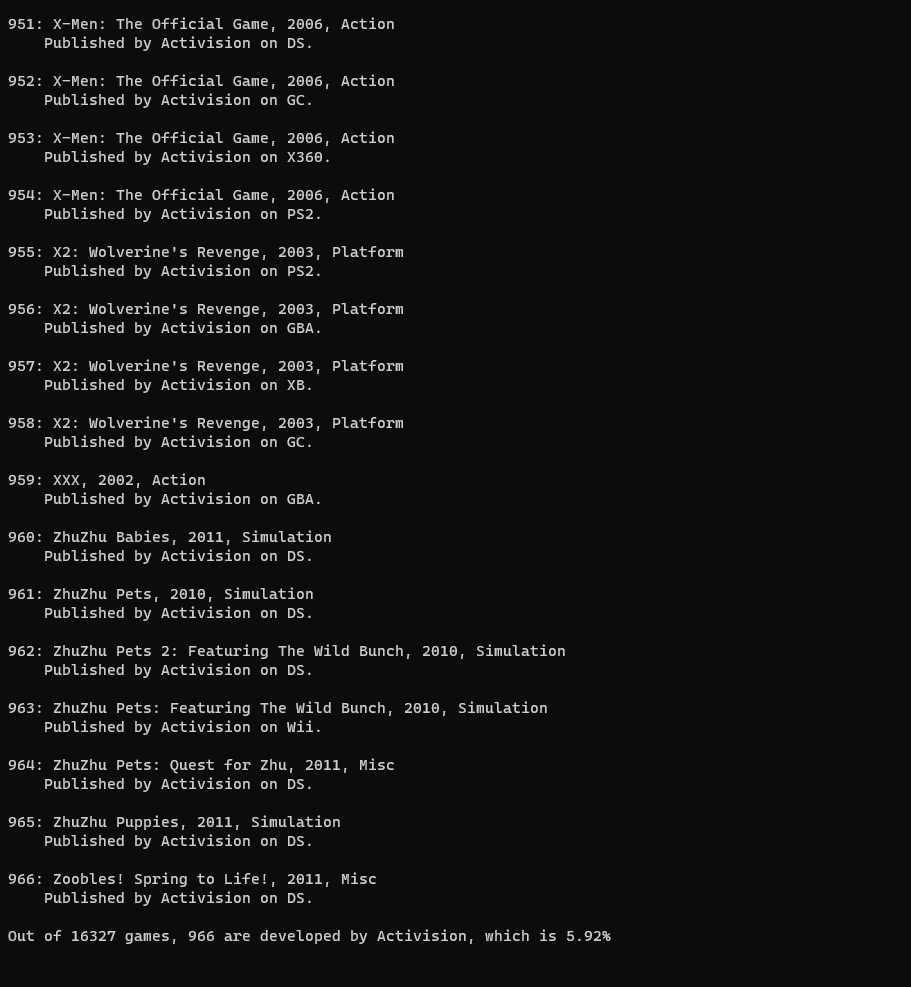 951: X-Men: The Official Game, 2006, Action
Published by Activision on DS.
952: X-Men: The Official Game, 2006, Action
Published by Activision on GC.
953: X-Men: The Official Game, 2006, Action
Published by Activision on X360.
954: X-Men: The Official Game, 2006, Action
Published by Activision on PS2.
955: X2: Wolverine's Revenge, 2003, Platform
Published by Activision on PS2.
956: X2: Wolverine's Revenge, 2003, Platform
Published by Activision on GBA.
957: X2: Wolverine's Revenge, 2003, Platform
Published by Activision on XB.
958: X2: Wolverine's Revenge, 2003, Platform
Published by Activision on GC.
959: XXX, 2002, Action
Published by Activision on GBA.
960: ZhuZhu Babies, 2011, Simulation
Published by Activision on DS.
961: ZhuZhu Pets, 2010, Simulation
Published by Activision on DS.
962: ZhuZhu Pets 2: Featuring The Wild Bunch, 2010, Simulation
Published by Activision on DS.
963: ZhuZhu Pets: Featuring The Wild Bunch, 2010, Simulation
Published by Activision on Wii.
964: ZhuZhu Pets: Quest for Zhu, 2011, Misc
Published by Activision on DS.
965: ZhuZhu Puppies, 2011, Simulation
Published by Activision on DS.
966: Zoobles! Spring to Life!, 2011, Misc
Published by Activision on DS.
Out of 16327 games, 966 are developed by Activision, which is 5.92%